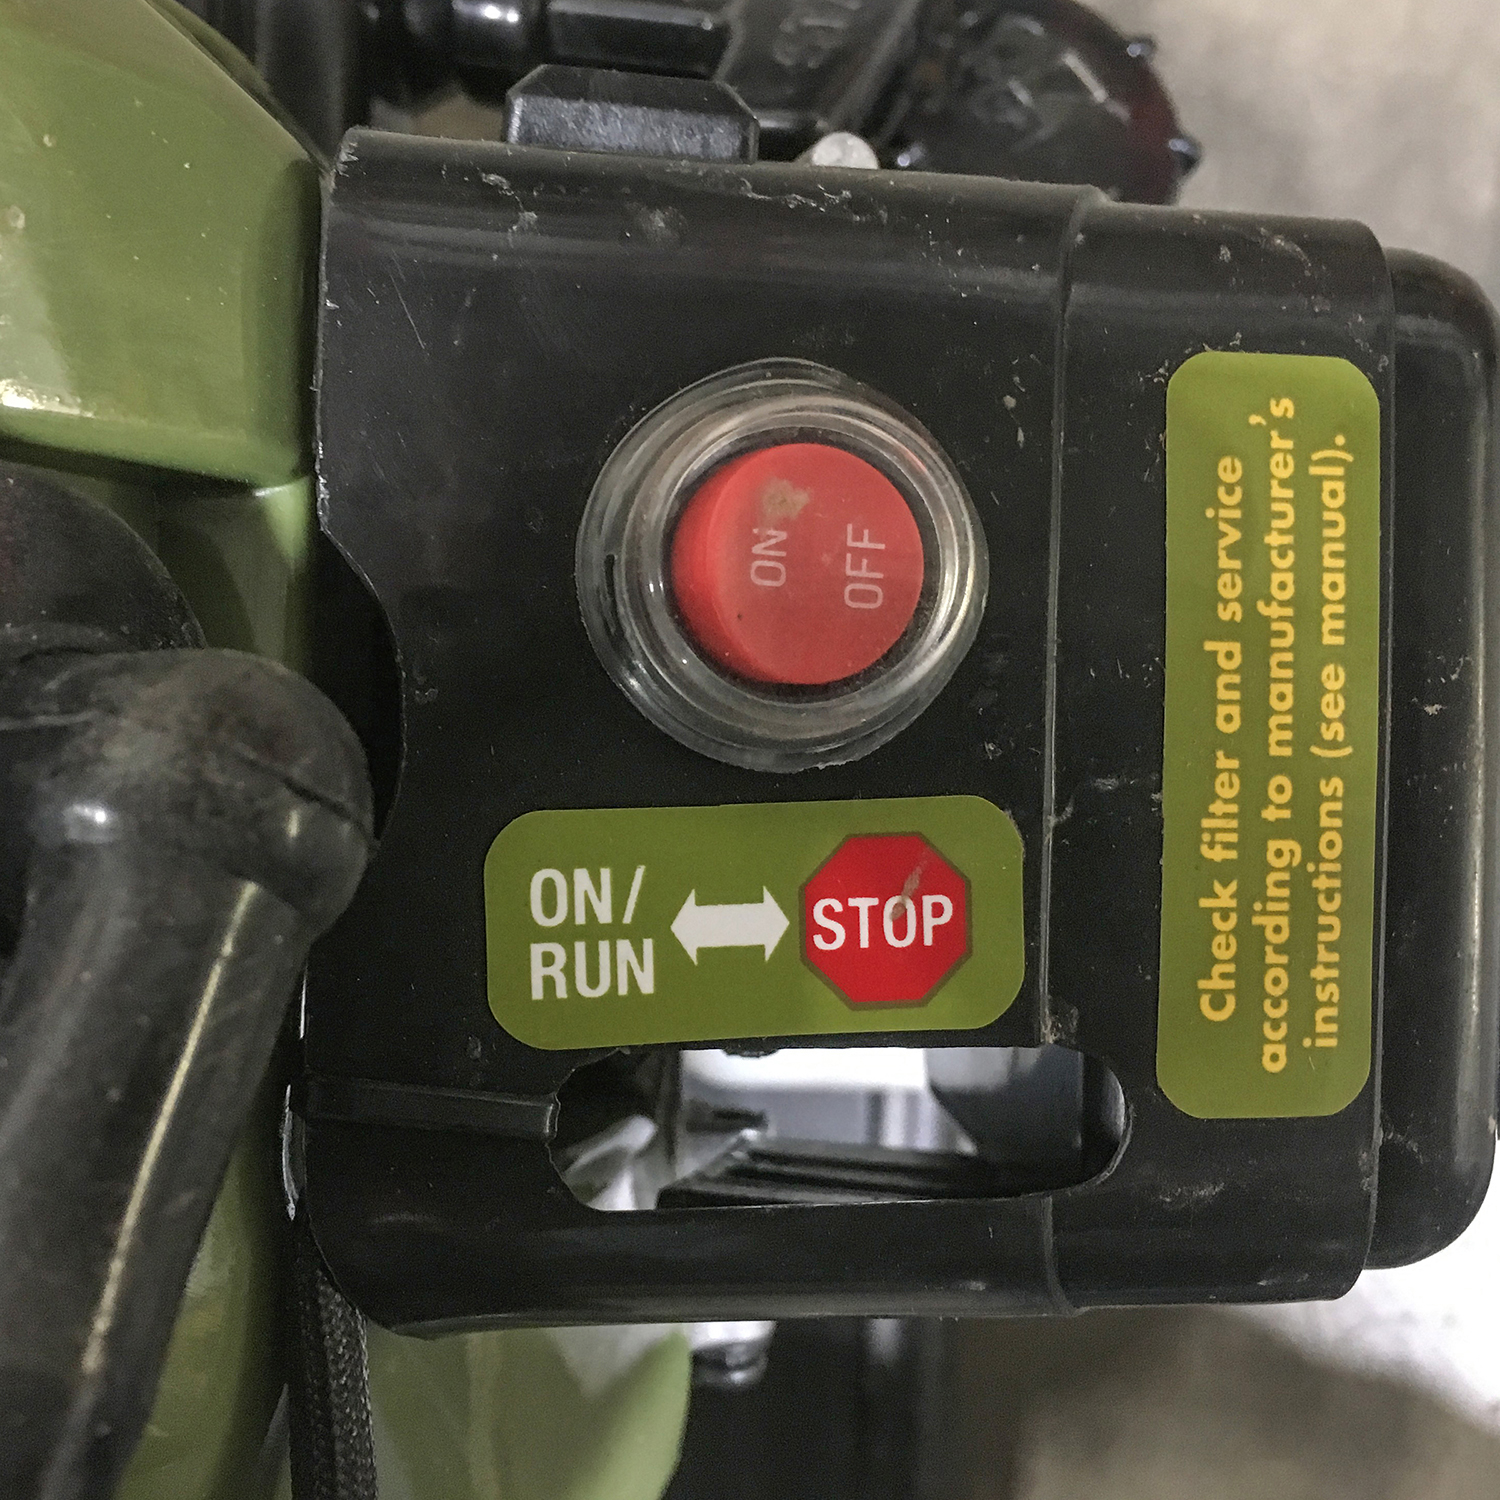 ON
OFF
ON/
RUN
STOP
Check filter and service
according to manufacturer's
instructions (see manual).